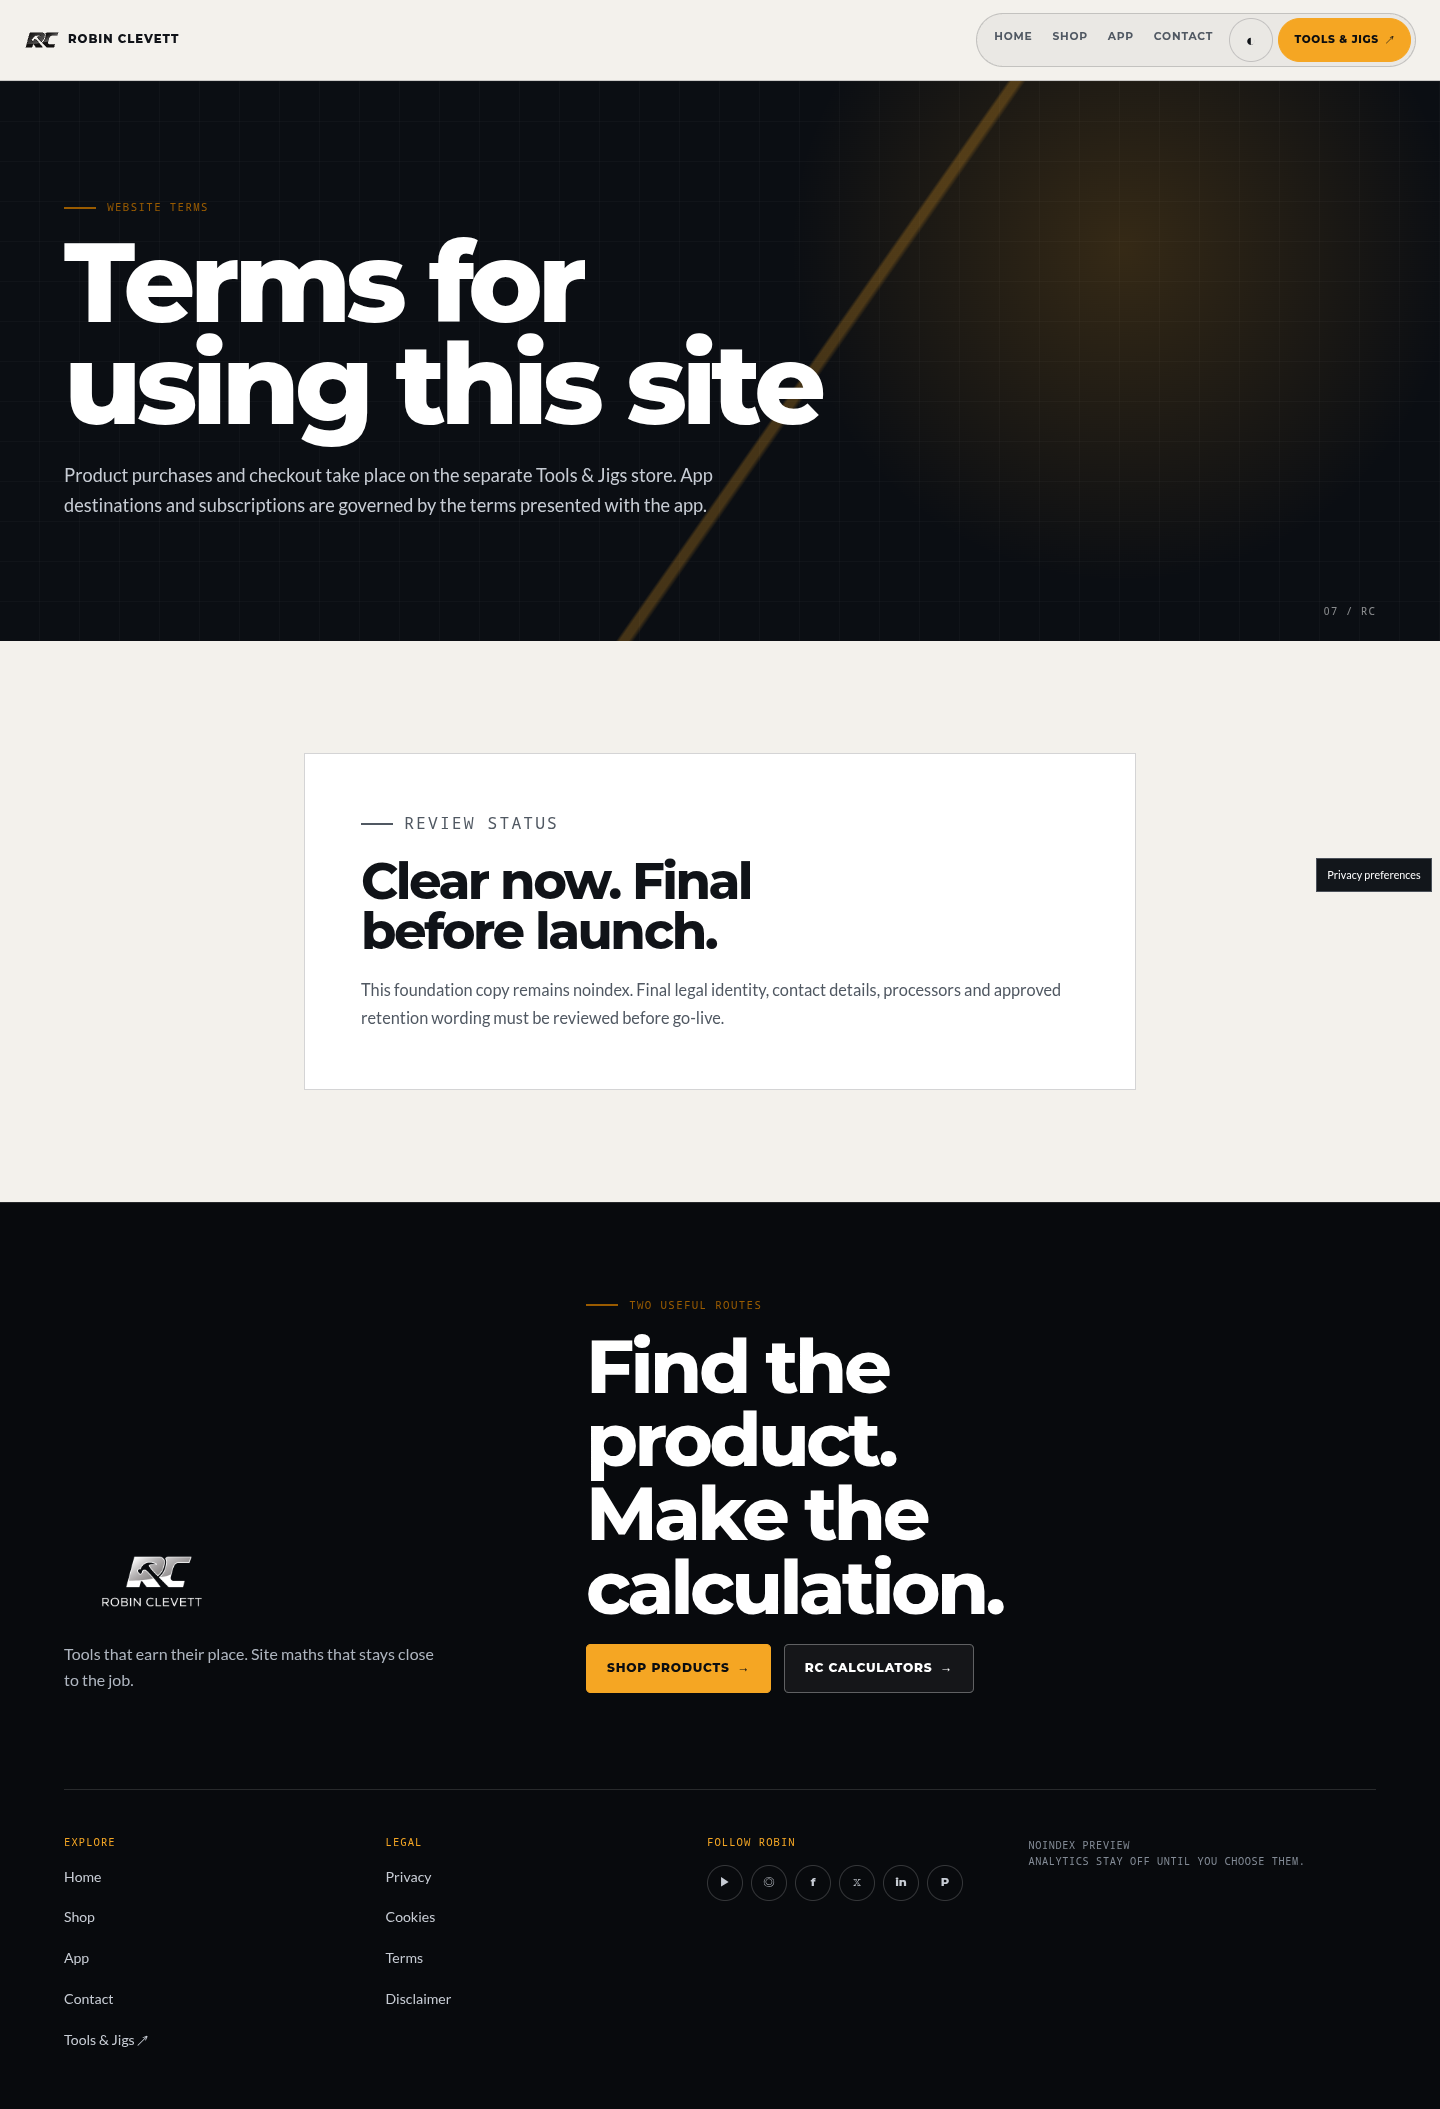 RC ROBIN CLEVETT
HOME SHOP APP CONTACT TOOLS & JIGS ↗
WEBSITE TERMS
Terms for
using this site
Product purchases and checkout take place on the separate Tools & Jigs store. App
destinations and subscriptions are governed by the terms presented with the app.
07 / RC
REVIEW STATUS
Clear now. Final
before launch.
This foundation copy remains noindex. Final legal identity, contact details, processors and approved
retention wording must be reviewed before go-live.
Privacy preferences
TWO USEFUL ROUTES
Find the
product.
Make the
calculation.
RC
ROBIN CLEVETT
Tools that earn their place. Site maths that stays close
to the job.
SHOP PRODUCTS →
RC CALCULATORS →
EXPLORE
Home
Shop
App
Contact
Tools & Jigs ↗
LEGAL
Privacy
Cookies
Terms
Disclaimer
FOLLOW ROBIN
f X in P
NOINDEX PREVIEW
ANALYTICS STAY OFF UNTIL YOU CHOOSE THEM.